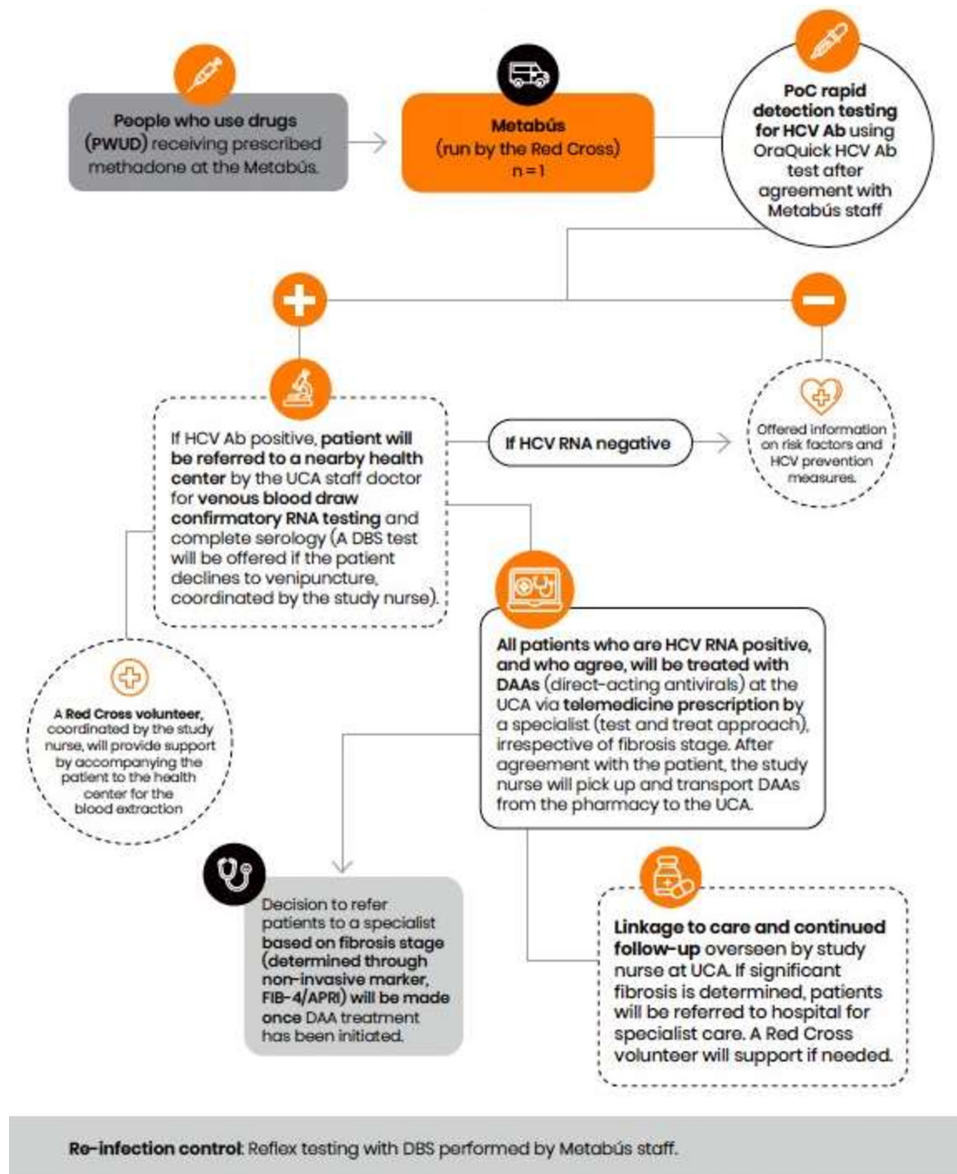 People who use drugs
(PWUD) receiving prescribed
methadone at the Metabús.
Metabús
(run by the Red Cross)
n = 1
PoC rapid
detection testing
for HCV Ab using
OraQuick HCV Ab
test after
agreement with
Metabús staff
If HCV Ab positive, patient will
be referred to a nearby health
center by the UCA staff doctor
for venous blood draw
confirmatory RNA testing and
complete serology (A DBS test
will be offered if the patient
declines to venipuncture,
coordinated by the study nurse).
If HCV RNA negative
Offered information
on risk factors and
HCV prevention
measures.
A Red Cross volunteer,
coordinated by the study
nurse, will provide support
by accompanying the
patient to the health
center for the
blood extraction
All patients who are HCV RNA positive,
and who agree, will be treated with
DAAs (direct-acting antivirals) at the
UCA via telemedicine prescription by
a specialist (test and treat approach),
irrespective of fibrosis stage. After
agreement with the patient, the study
nurse will pick up and transport DAAs
from the pharmacy to the UCA.
Decision to refer
patients to a specialist
based on fibrosis stage
(determined through
non-invasive marker,
FIB-4/APRI) will be made
once DAA treatment
has been initiated.
Linkage to care and continued
follow-up overseen by study
nurse at UCA. If significant
fibrosis is determined, patients
will be referred to hospital for
specialist care. A Red Cross
volunteer will support if needed.
Re-infection control: Reflex testing with DBS performed by Metabús staff.